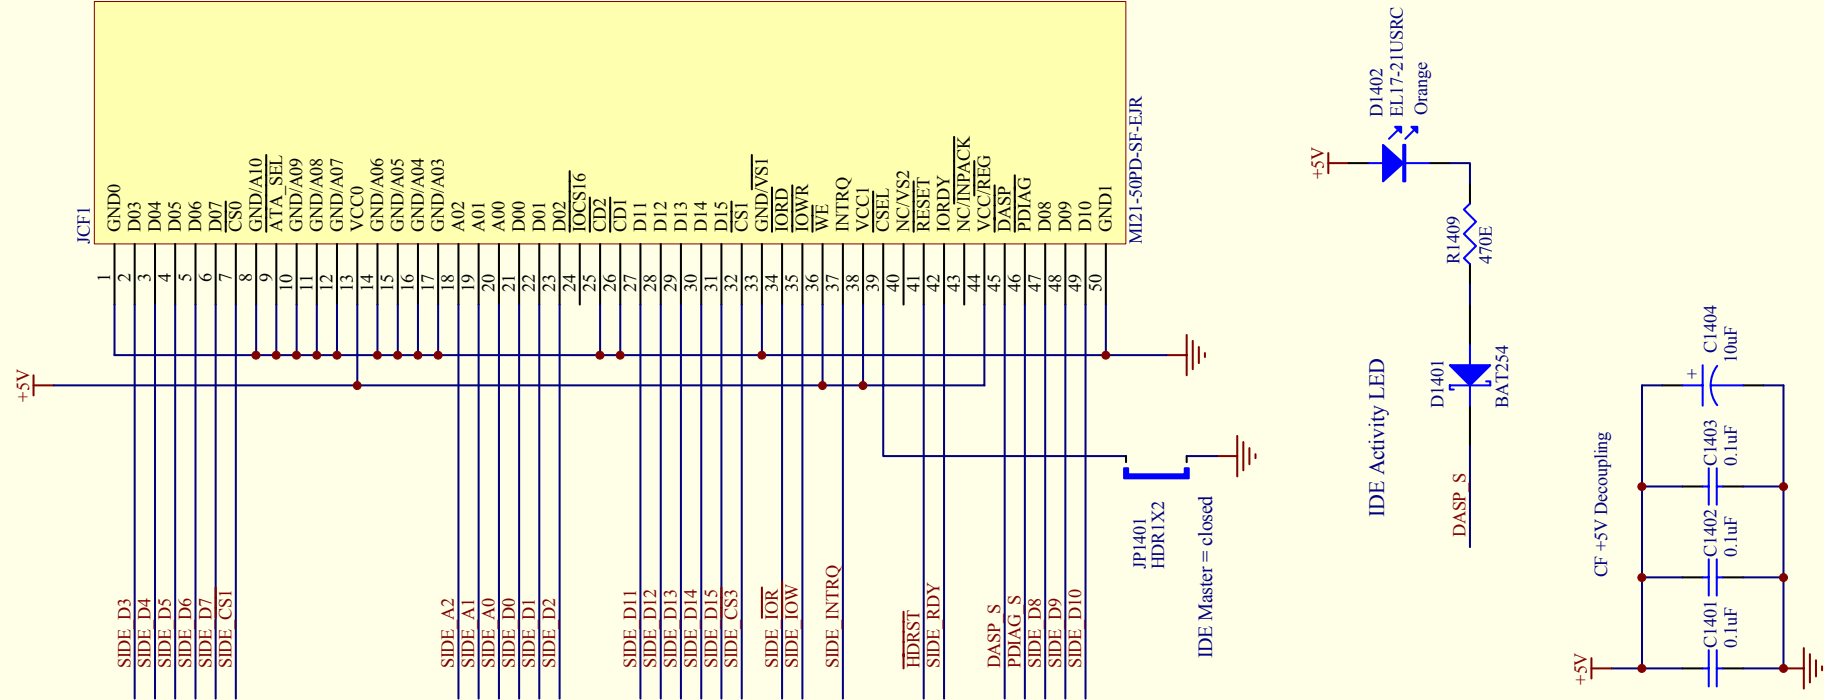 JCF1
MI21-50PD-SF-EJR
GND0
D03
D04
D05
D06
D07
CS0
GND/A10
ATA_SEL
GND/A09
GND/A08
GND/A07
VCC0
GND/A06
GND/A05
GND/A04
GND/A03
A02
A01
A00
D00
D01
D02
IOCS16
CD2
CD1
D11
D12
D13
D14
D15
CS1
GND/VS1
IORD
IOWR
WE
INTRQ
VCC1
CSEL
NC/VS2
RESET
IORDY
NC/INPACK
VCC/REG
DASP
PDIAG
D08
D09
D10
GND1
1
2
3
4
5
6
7
8
9
10
11
12
13
14
15
16
17
18
19
20
21
22
23
24
25
26
27
28
29
30
31
32
33
34
35
36
37
38
39
40
41
42
43
44
45
46
47
48
49
50
+5V
SIDE_D3
SIDE_D4
SIDE_D5
SIDE_D6
SIDE_D7
SIDE_CS1
SIDE_A2
SIDE_A1
SIDE_A0
SIDE_D0
SIDE_D1
SIDE_D2
SIDE_D11
SIDE_D12
SIDE_D13
SIDE_D14
SIDE_D15
SIDE_CS3
SIDE_IOR
SIDE_IOW
SIDE_INTRQ
HDRST
SIDE_RDY
DASP_S
PDIAG_S
SIDE_D8
SIDE_D9
SIDE_D10
JP1401
HDR1X2
IDE Master = closed
+5V
D1402
EL17-21USRC
Orange
R1409
470E
D1401
BAT254
DASP_S
IDE Activity LED
CF +5V Decoupling
+
C1404
10uF
C1403
0.1uF
C1402
0.1uF
C1401
0.1uF
+5V